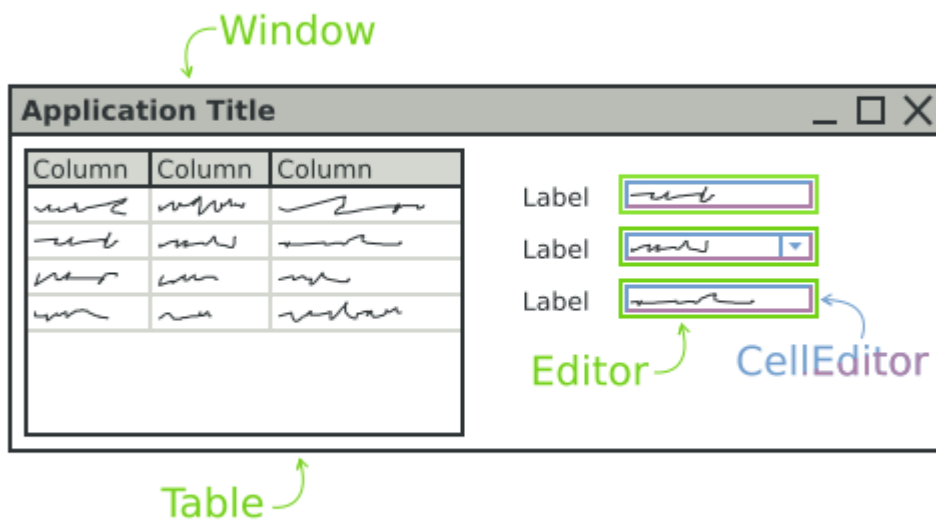 Window
Application Title
Column Column Column
Label
Label
Label
Editor
CellEditor
Table